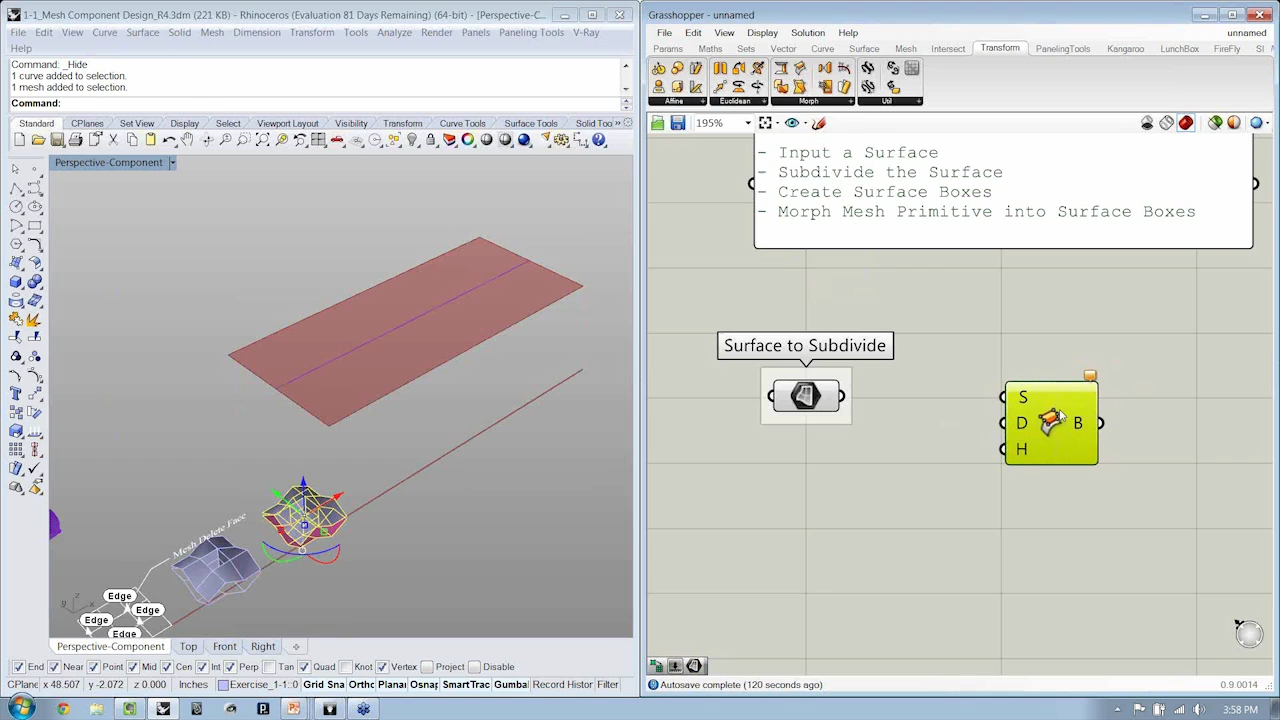 1-1_Mesh Component Design_R4.3dm (221 KB) - Rhinoceros (Evaluation 81 Days Remaining) (64-bit) - [Perspective-C...
File Edit View Curve Surface Solid Mesh Dimension Transform Tools Analyze Render Panels Paneling Tools V-Ray
Help
Command: _Hide
1 curve added to selection.
1 mesh added to selection.
Command:
Standard CPlanes Set View Display Select Viewport Layout Visibility Transform Curve Tools Surface Tools Solid Too
Perspective-Component
Mesh Delete Face
Edge
Edge
Edge
Edge
y z x
Perspective-Component Top Front Right
End Near Point Mid Cen Int Perp Tan Quad Knot Vertex Project Disable
CPlane x 48.507 y -2.072 z 0.000 Inches Exercise_1-1::0 Grid Sna Ortho Planar Osnap SmartTrac Gumba Record Histor Filter
Grasshopper - unnamed
File Edit View Display Solution Help
unnamed
Params Maths Sets Vector Curve Surface Mesh Intersect Transform PanelingTools Kangaroo LunchBox FireFly
Affine Euclidean Morph Util
195%
- Input a Surface
- Subdivide the Surface
- Create Surface Boxes
- Morph Mesh Primitive into Surface Boxes
Surface to Subdivide
S
D B
H
Autosave complete (120 seconds ago)
0.9.0014
3:58 PM